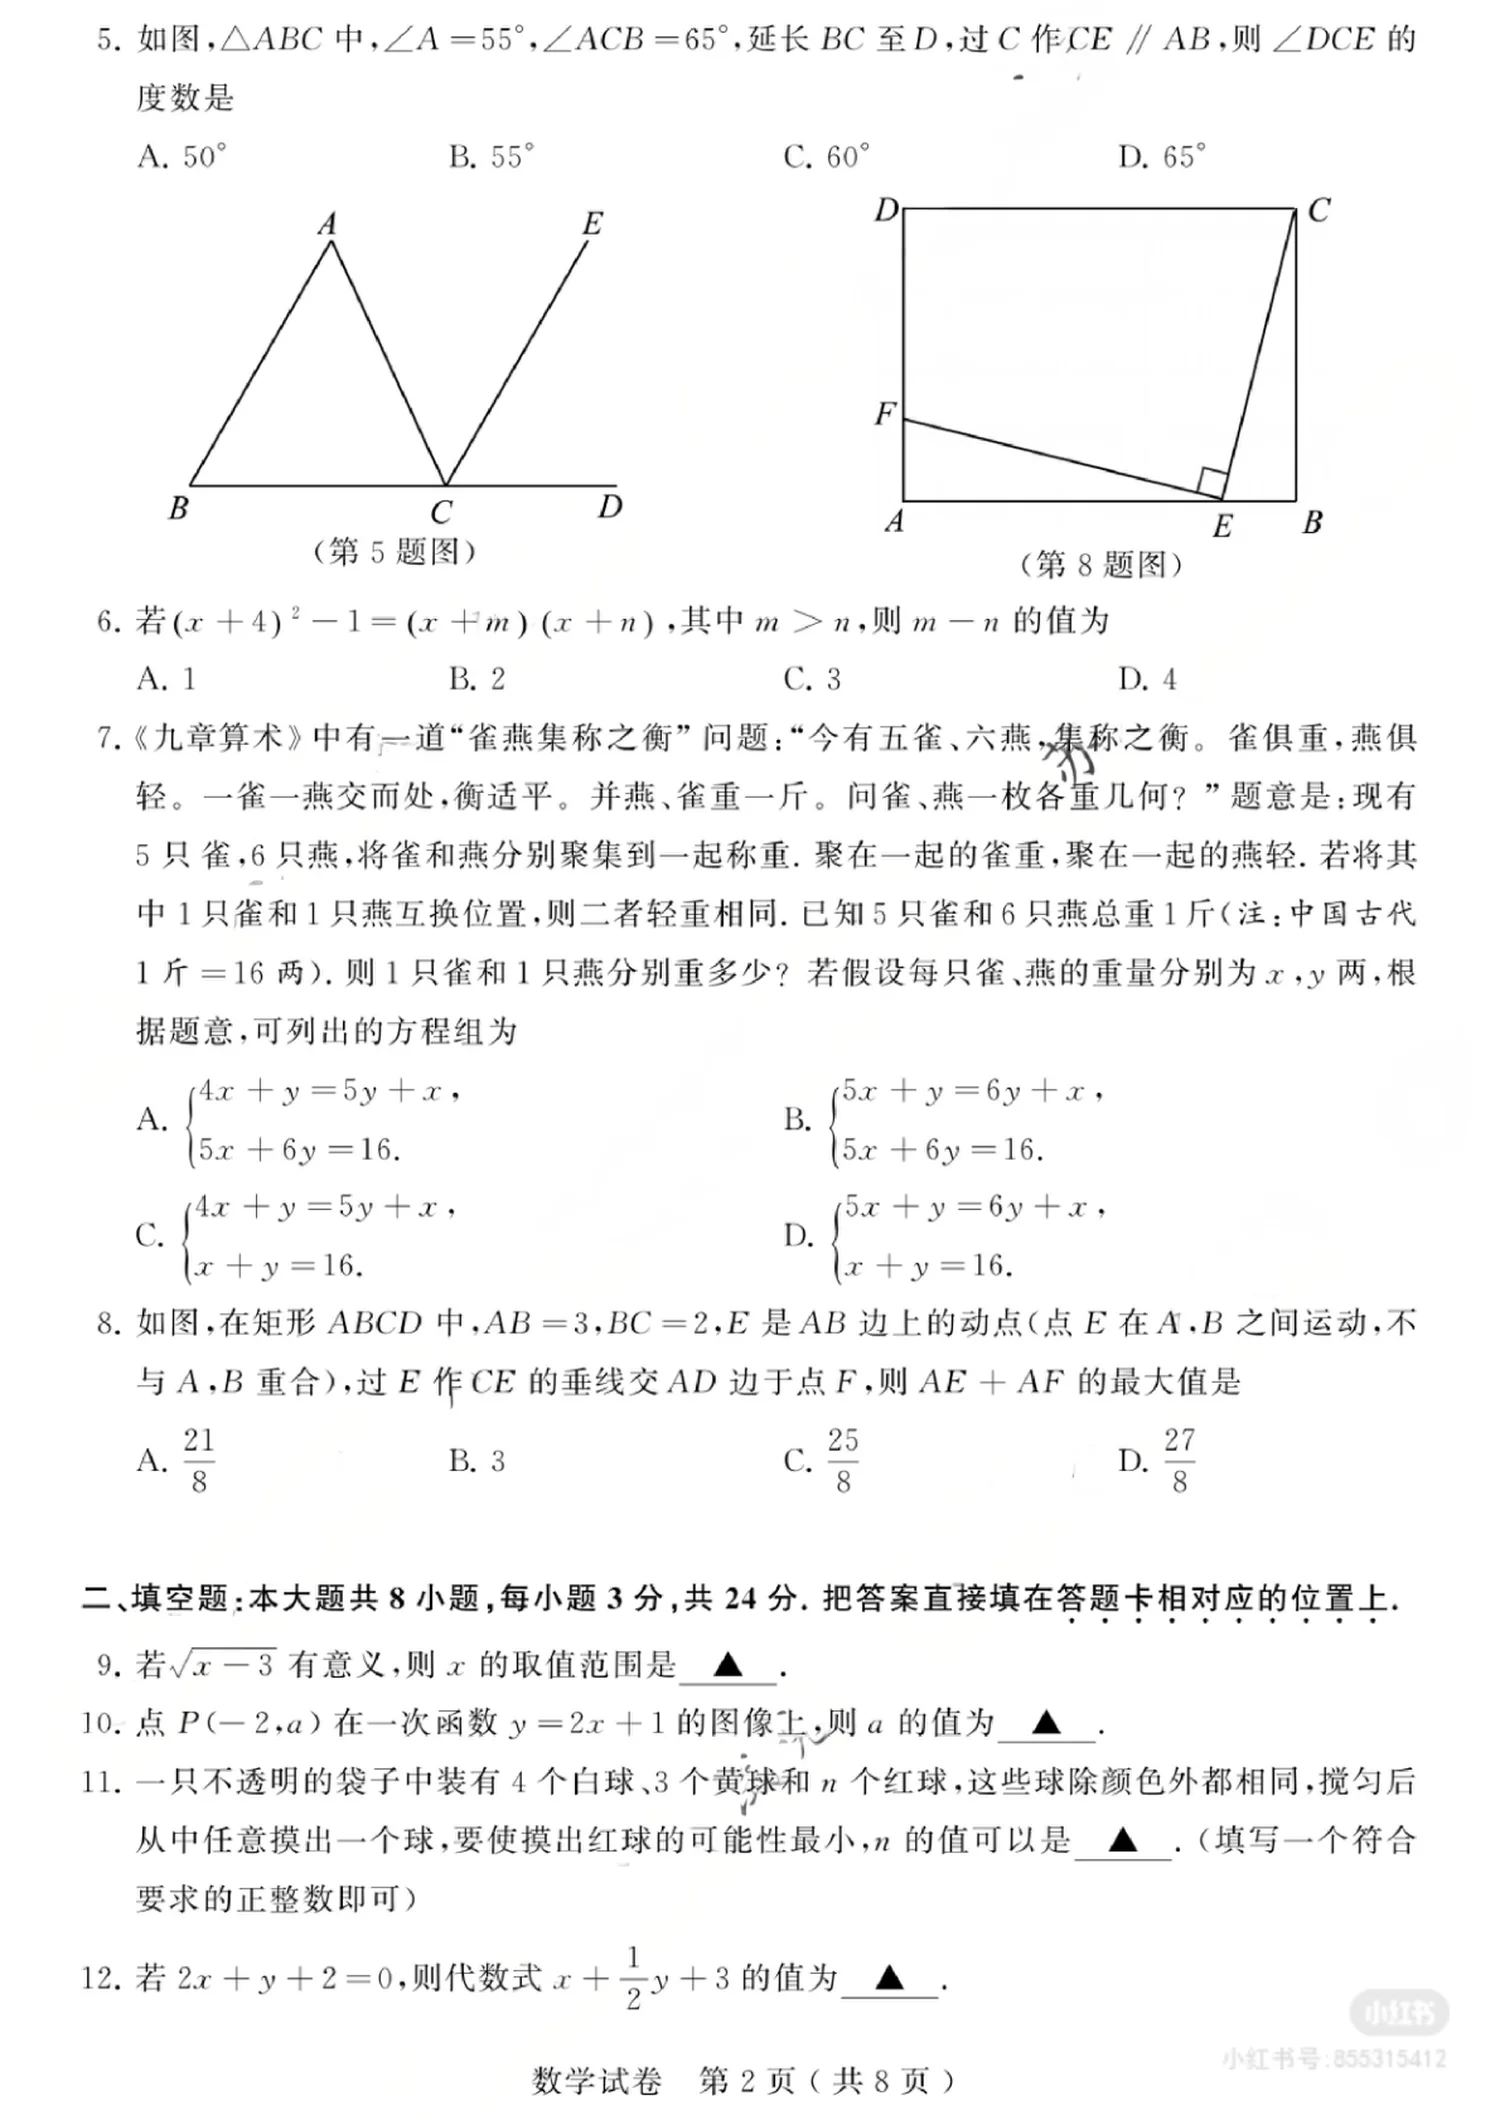 5. 如图,△ABC 中,∠A=55°,∠ACB=65°,延长 BC 至D,过 C 作 CE ∥ AB,则 ∠DCE 的
度数是
A. 50° B. 55° C. 60° D. 65°
A E D C
F
B C D A E B
(第 5 题图) (第 8 题图)
6. 若(x+4)²-1=(x+m)(x+n),其中 m > n,则 m-n 的值为
A. 1 B. 2 C. 3 D. 4
7.《九章算术》中有一道“雀燕集称之衡”问题:“今有五雀、六燕,集称之衡。雀俱重,燕俱
轻。一雀一燕交而处,衡适平。并燕、雀重一斤。问雀、燕一枚各重几何?”题意是:现有
5 只雀,6 只燕,将雀和燕分别聚集到一起称重. 聚在一起的雀重,聚在一起的燕轻. 若将其
中 1 只雀和 1 只燕互换位置,则二者轻重相同. 已知 5 只雀和 6 只燕总重 1 斤(注:中国古代
1 斤=16 两). 则 1 只雀和 1 只燕分别重多少? 若假设每只雀、燕的重量分别为 x,y 两,根
据题意,可列出的方程组为
A. {4x+y=5y+x, 5x+6y=16. B. {5x+y=6y+x, 5x+6y=16.
C. {4x+y=5y+x, x+y=16. D. {5x+y=6y+x, x+y=16.
8. 如图,在矩形 ABCD 中,AB=3,BC=2,E 是 AB 边上的动点(点 E 在 A,B 之间运动,不
与 A,B 重合),过 E 作 CE 的垂线交 AD 边于点 F,则 AE+AF 的最大值是
A. 21/8 B. 3 C. 25/8 D. 27/8
二、填空题:本大题共 8 小题,每小题 3 分,共 24 分. 把答案直接填在答题卡相对应的位置上.
9. 若√(x-3) 有意义,则 x 的取值范围是 ▲ .
10. 点 P(-2,a) 在一次函数 y=2x+1 的图像上,则 a 的值为 ▲ .
11. 一只不透明的袋子中装有 4 个白球、3 个黄球和 n 个红球,这些球除颜色外都相同,搅匀后
从中任意摸出一个球,要使摸出红球的可能性最小,n 的值可以是 ▲ .(填写一个符合
要求的正整数即可)
12. 若 2x+y+2=0,则代数式 x+1/2y+3 的值为 ▲ .
小红书
小红书号:855315412
数学试卷 第 2 页(共 8 页)